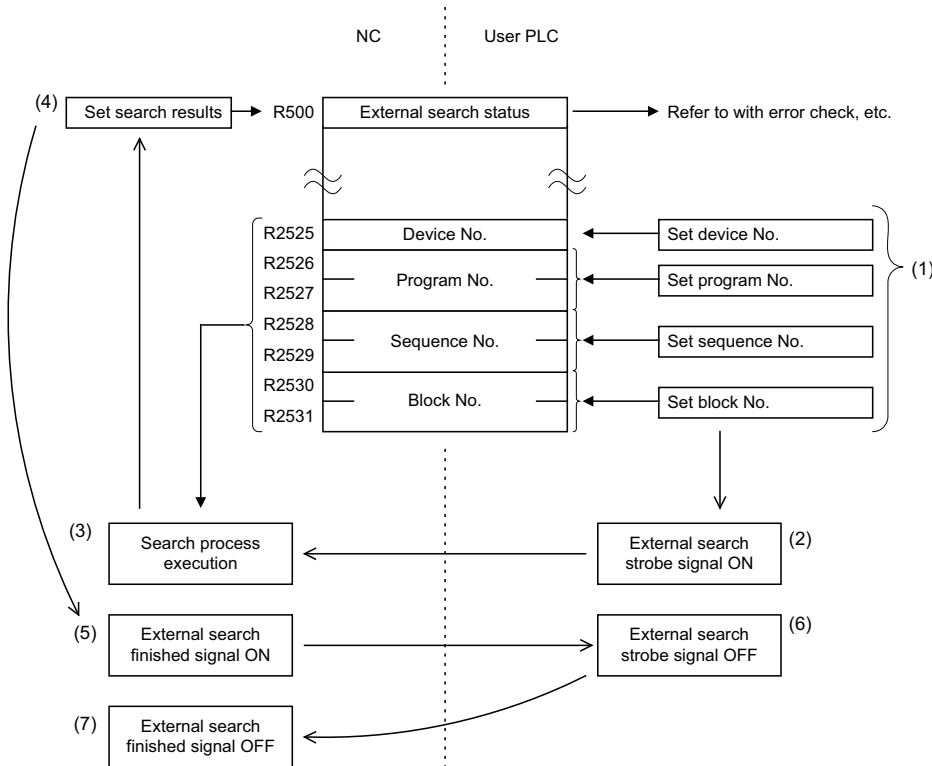 NC User PLC
(4) Set search results R500 External search status Refer to with error check, etc.
R2525 Device No. Set device No.
R2526
Program No. Set program No. (1)
R2527
R2528
Sequence No. Set sequence No.
R2529
R2530
Block No. Set block No.
R2531
(3) Search process
execution
External search (2)
strobe signal ON
(5) External search
finished signal ON
External search (6)
strobe signal OFF
(7) External search
finished signal OFF